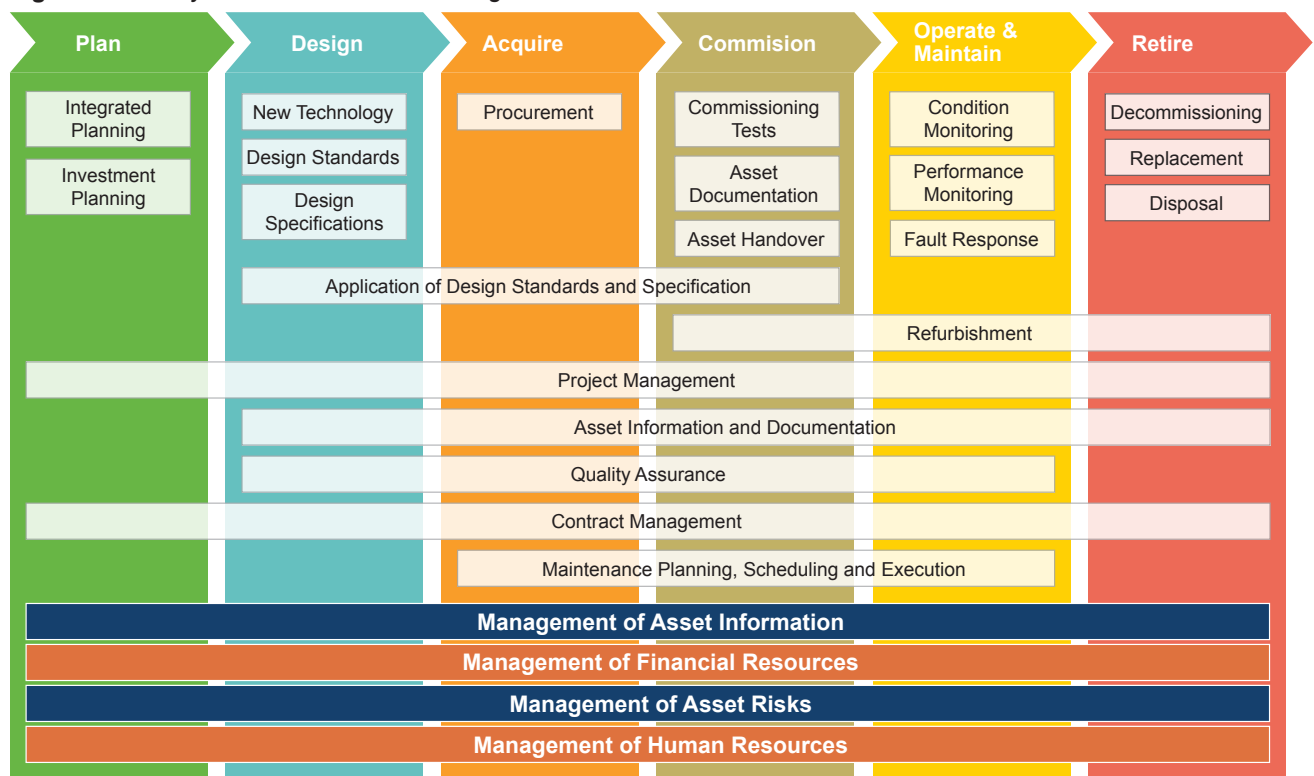 Plan
Design
Acquire
Commision
Operate &
Maintain
Retire
Integrated
Planning
Investment
Planning
New Technology
Design Standards
Design
Specifications
Procurement
Commissioning
Tests
Asset
Documentation
Asset Handover
Condition
Monitoring
Performance
Monitoring
Fault Response
Decommissioning
Replacement
Disposal
Application of Design Standards and Specification
Refurbishment
Project Management
Asset Information and Documentation
Quality Assurance
Contract Management
Maintenance Planning, Scheduling and Execution
Management of Asset Information
Management of Financial Resources
Management of Asset Risks
Management of Human Resources